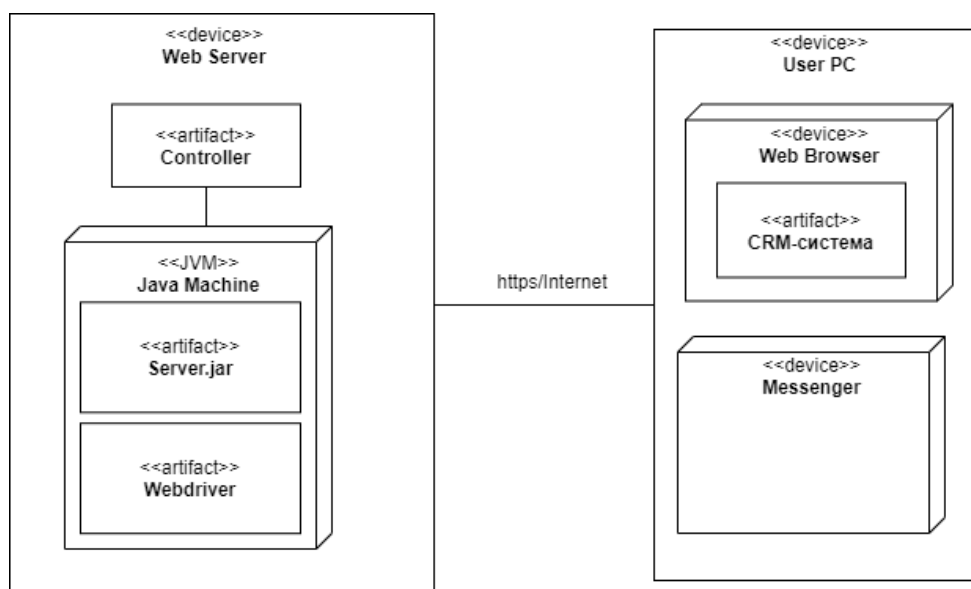 <<device>>
Web Server
<<artifact>>
Controller
<<JVM>>
Java Machine
<<artifact>>
Server.jar
<<artifact>>
Webdriver
https/Internet
<<device>>
User PC
<<device>>
Web Browser
<<artifact>>
CRM-система
<<device>>
Messenger